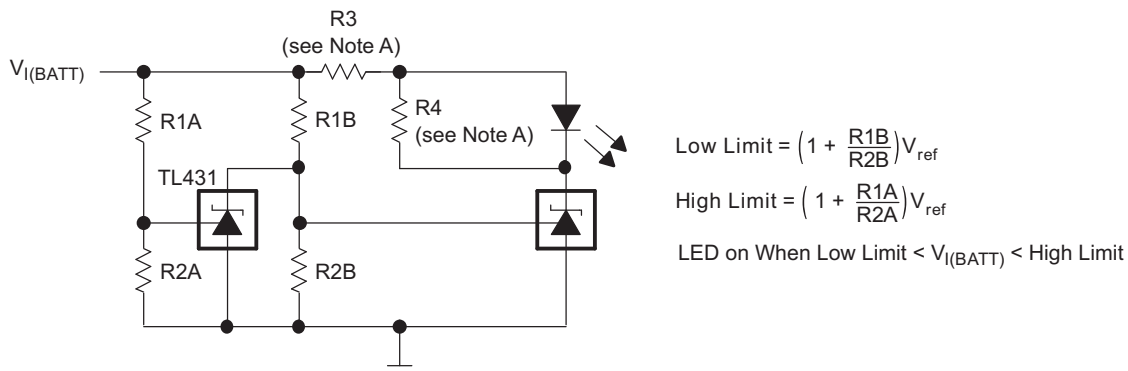 R3
(see Note A)
V_I(BATT)
R1A
R1B
R4
(see Note A)
TL431
R2A
R2B
Low Limit = (1 + R1B/R2B)V_ref
High Limit = (1 + R1A/R2A)V_ref
LED on When Low Limit < V_I(BATT) < High Limit